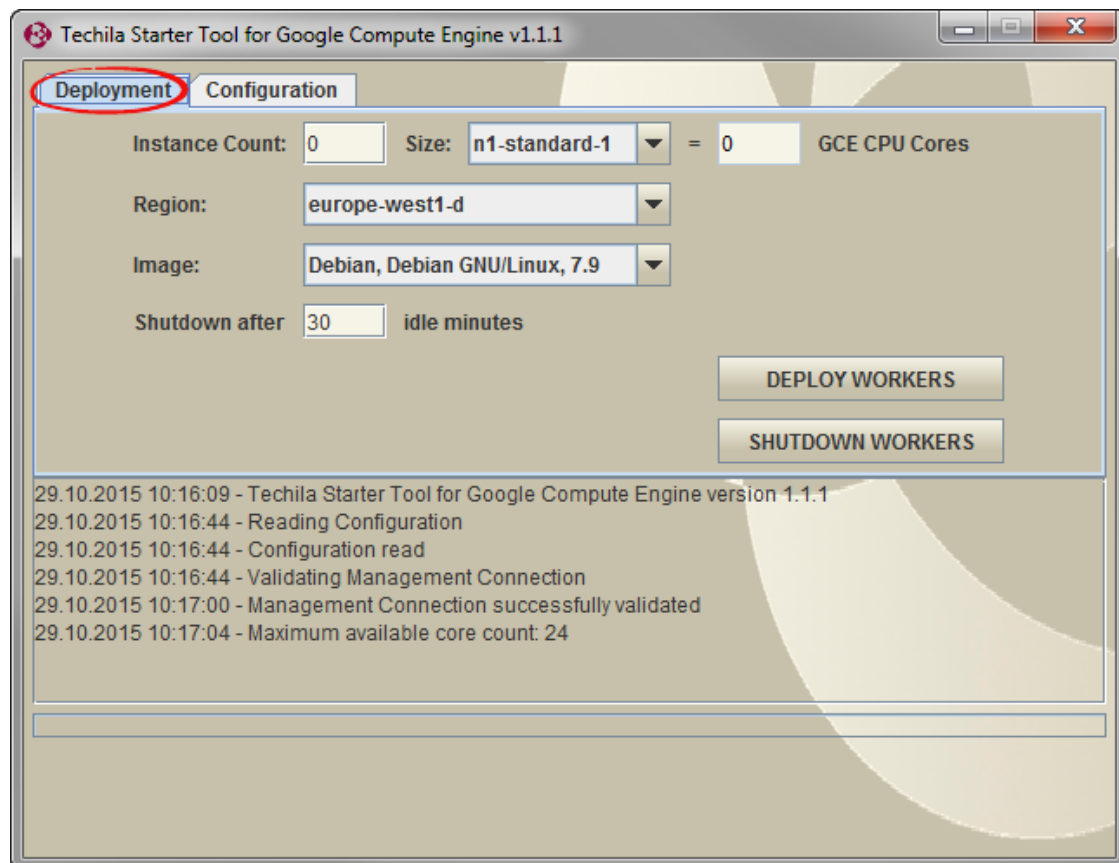 Techila Starter Tool for Google Compute Engine v1.1.1
Deployment Configuration
Instance Count: 0 Size: n1-standard-1 = 0 GCE CPU Cores
Region: europe-west1-d
Image: Debian, Debian GNU/Linux, 7.9
Shutdown after 30 idle minutes
DEPLOY WORKERS
SHUTDOWN WORKERS
29.10.2015 10:16:09 - Techila Starter Tool for Google Compute Engine version 1.1.1
29.10.2015 10:16:44 - Reading Configuration
29.10.2015 10:16:44 - Configuration read
29.10.2015 10:16:44 - Validating Management Connection
29.10.2015 10:17:00 - Management Connection successfully validated
29.10.2015 10:17:04 - Maximum available core count: 24